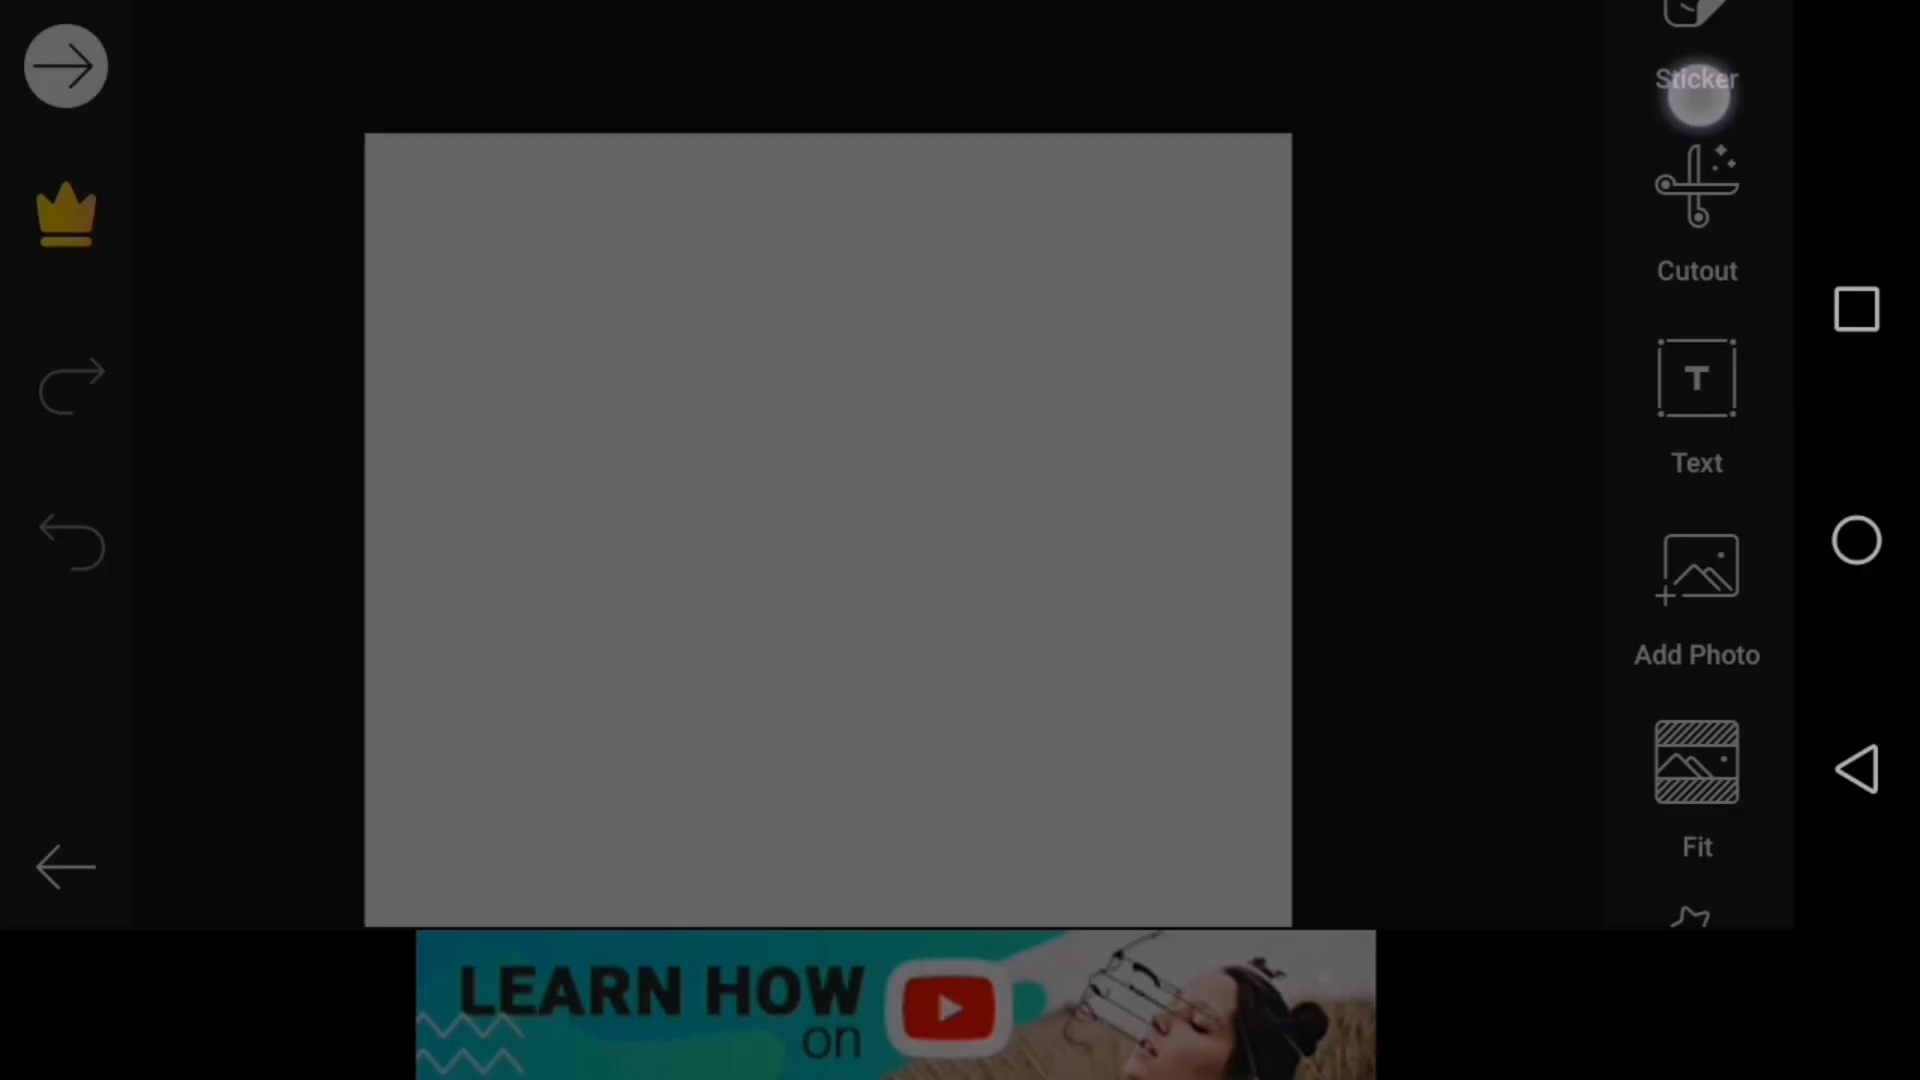 Sticker
Cutout
T
Text
Add Photo
Fit
LEARN HOW
on